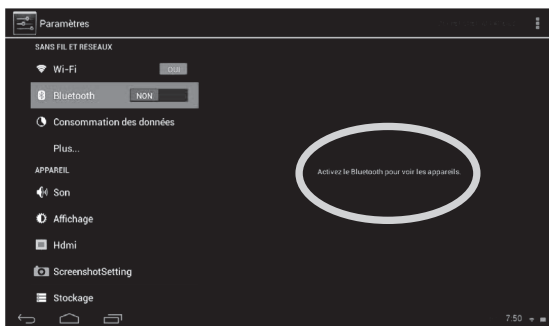 Paramètres
SANS FIL ET RÉSEAUX
Wi-Fi OUI
Bluetooth NON
Consommation des données
Plus...
APPAREIL
Son
Affichage
Hdmi
ScreenshotSetting
Stockage
Activez le Bluetooth pour voir les appareils.
7:50